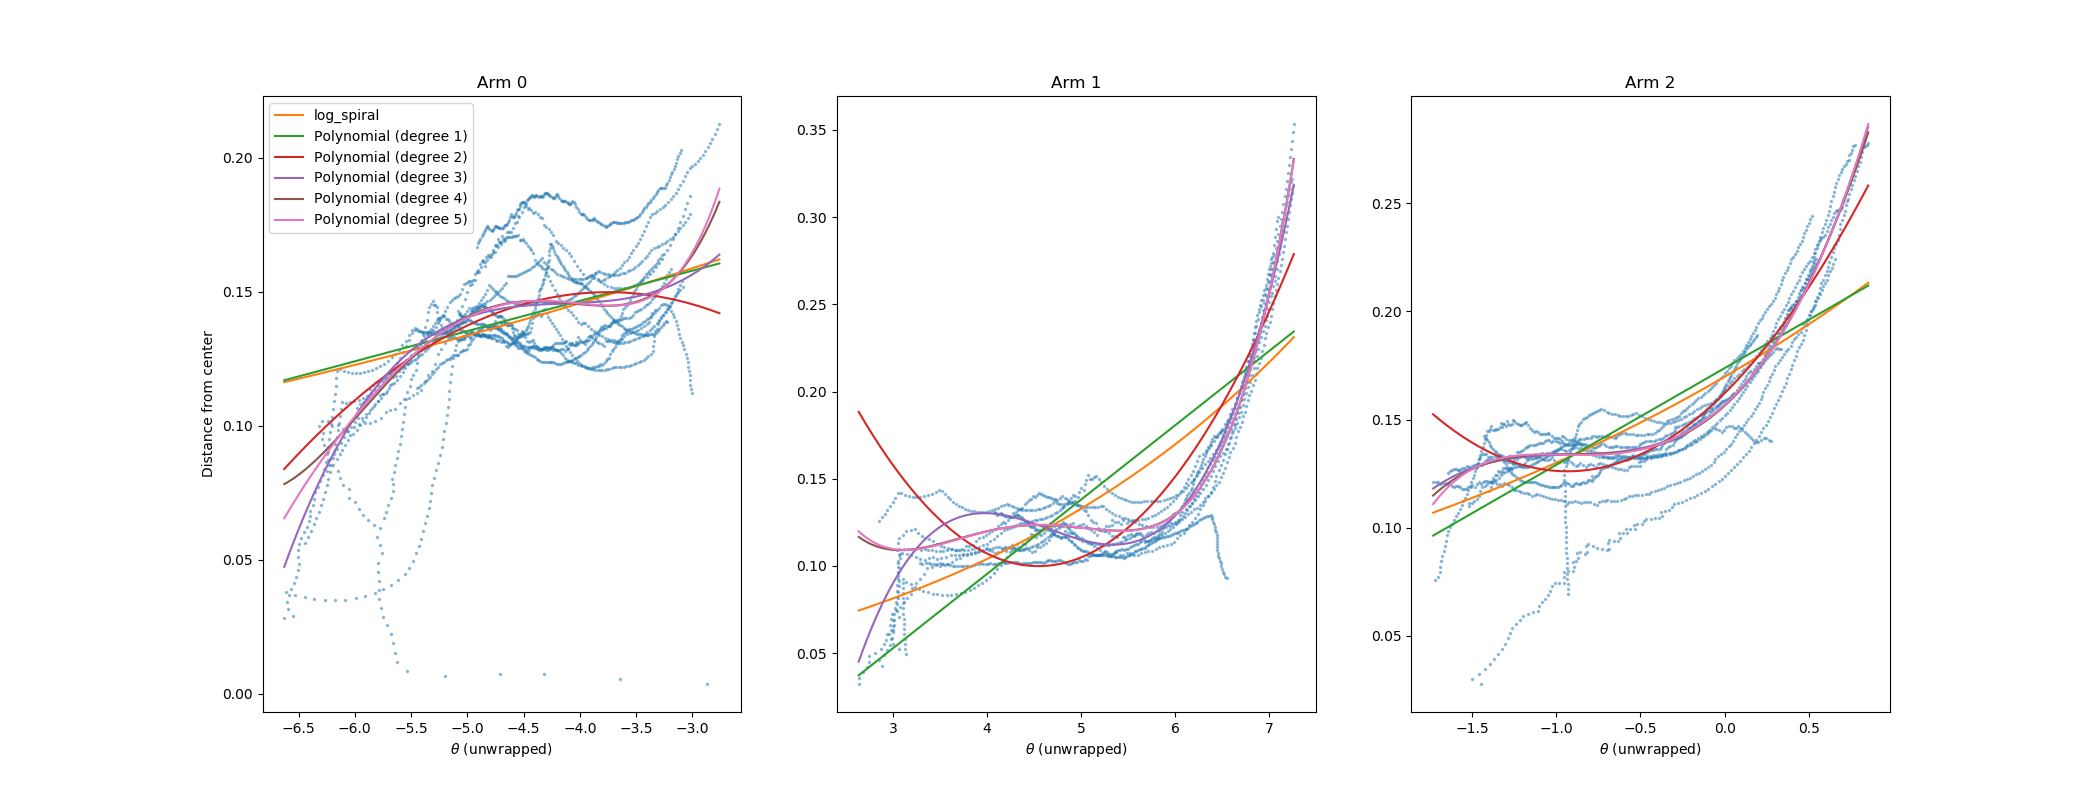 Arm 0
log_spiral
Polynomial (degree 1)
Polynomial (degree 2)
Polynomial (degree 3)
Polynomial (degree 4)
Polynomial (degree 5)
0.20
0.15
0.10
0.05
0.00
Distance from center
−6.5 −6.0 −5.5 −5.0 −4.5 −4.0 −3.5 −3.0
θ (unwrapped)
Arm 1
0.35
0.30
0.25
0.20
0.15
0.10
0.05
3 4 5 6 7
θ (unwrapped)
Arm 2
0.25
0.20
0.15
0.10
0.05
−1.5 −1.0 −0.5 0.0 0.5
θ (unwrapped)